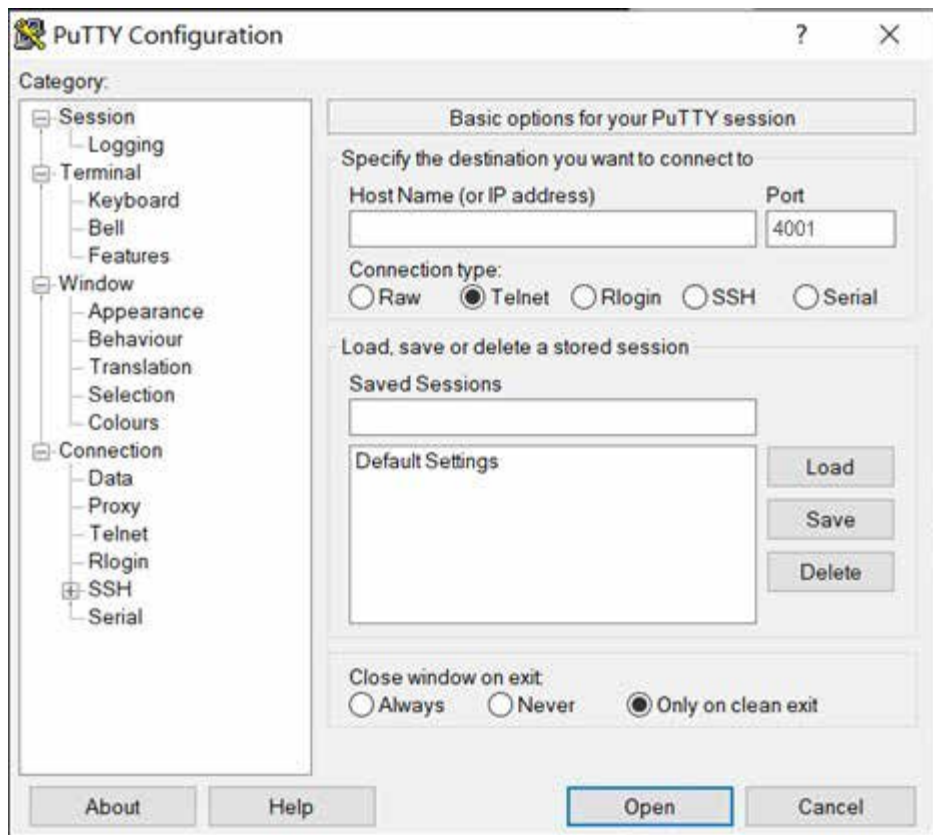 PuTTY Configuration
?
Category:
Session
Logging
Terminal
Keyboard
Bell
Features
Window
Appearance
Behaviour
Translation
Selection
Colours
Connection
Data
Proxy
Telnet
Rlogin
SSH
Serial
Basic options for your PuTTY session
Specify the destination you want to connect to
Host Name (or IP address) Port
4001
Connection type:
Raw Telnet Rlogin SSH Serial
Load, save or delete a stored session
Saved Sessions
Default Settings
Load
Save
Delete
Close window on exit:
Always Never Only on clean exit
About Help Open Cancel